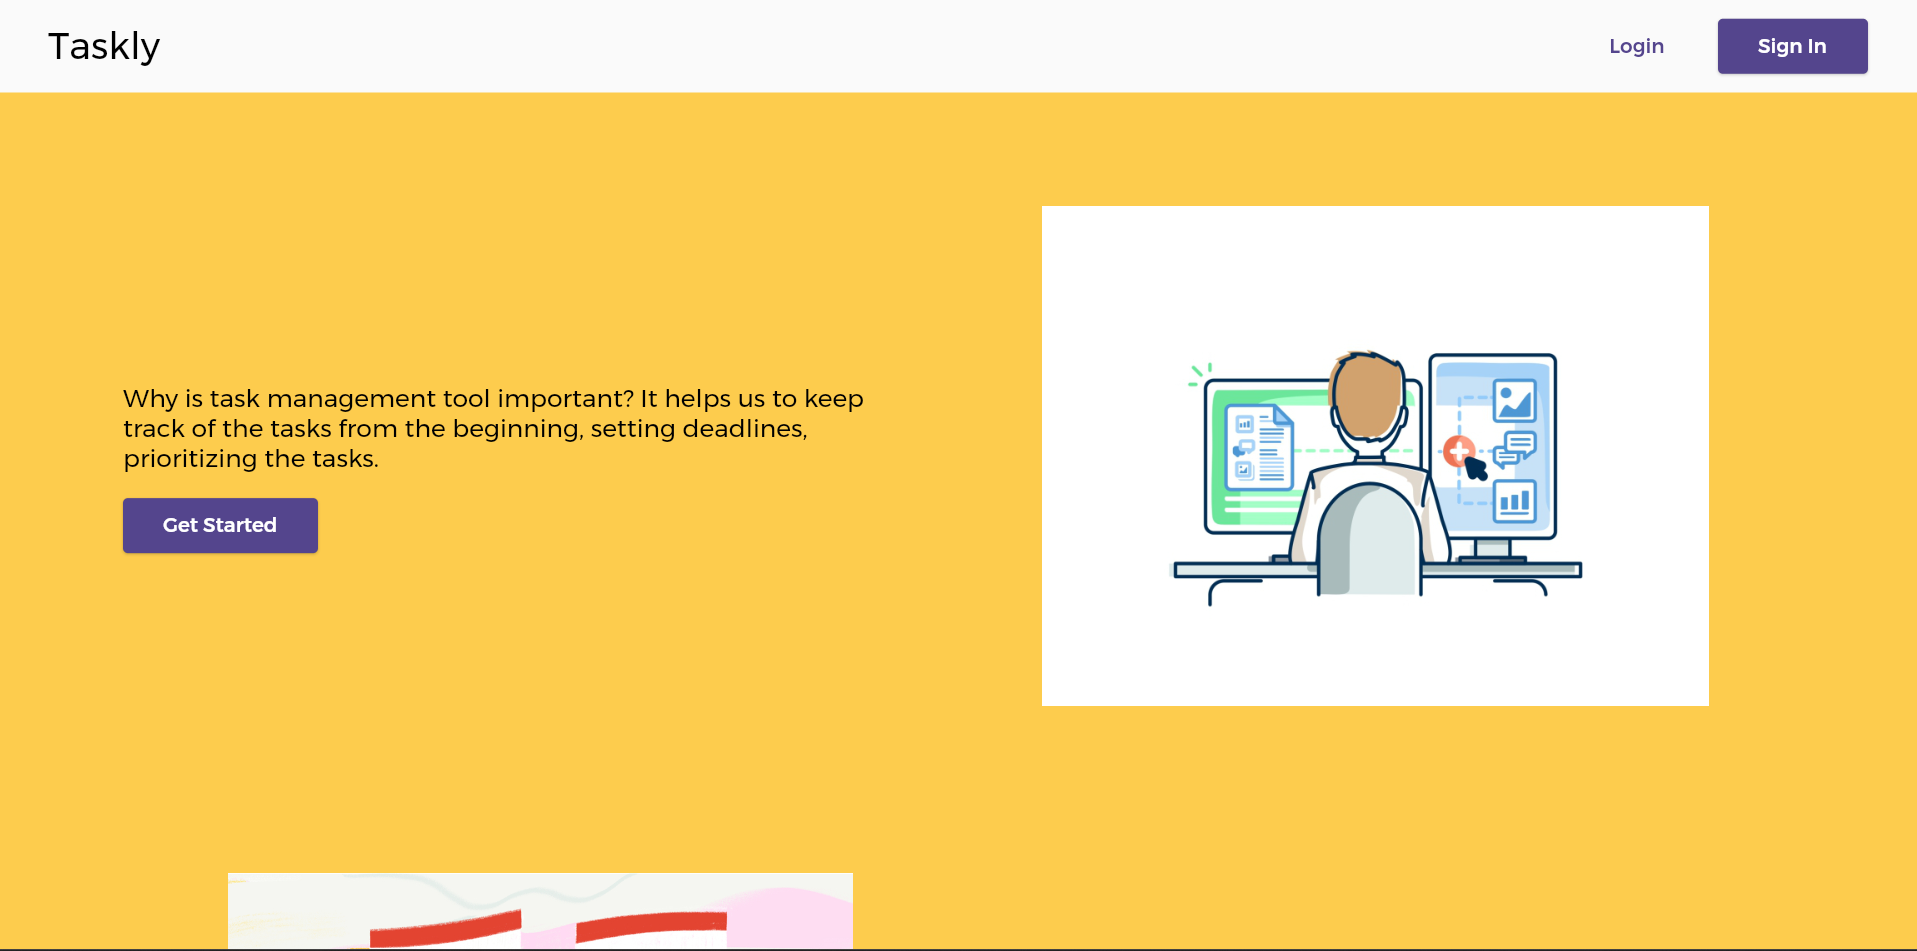 Taskly
Login
Sign In
Why is task management tool important? It helps us to keep
track of the tasks from the beginning, setting deadlines,
prioritizing the tasks.
Get Started